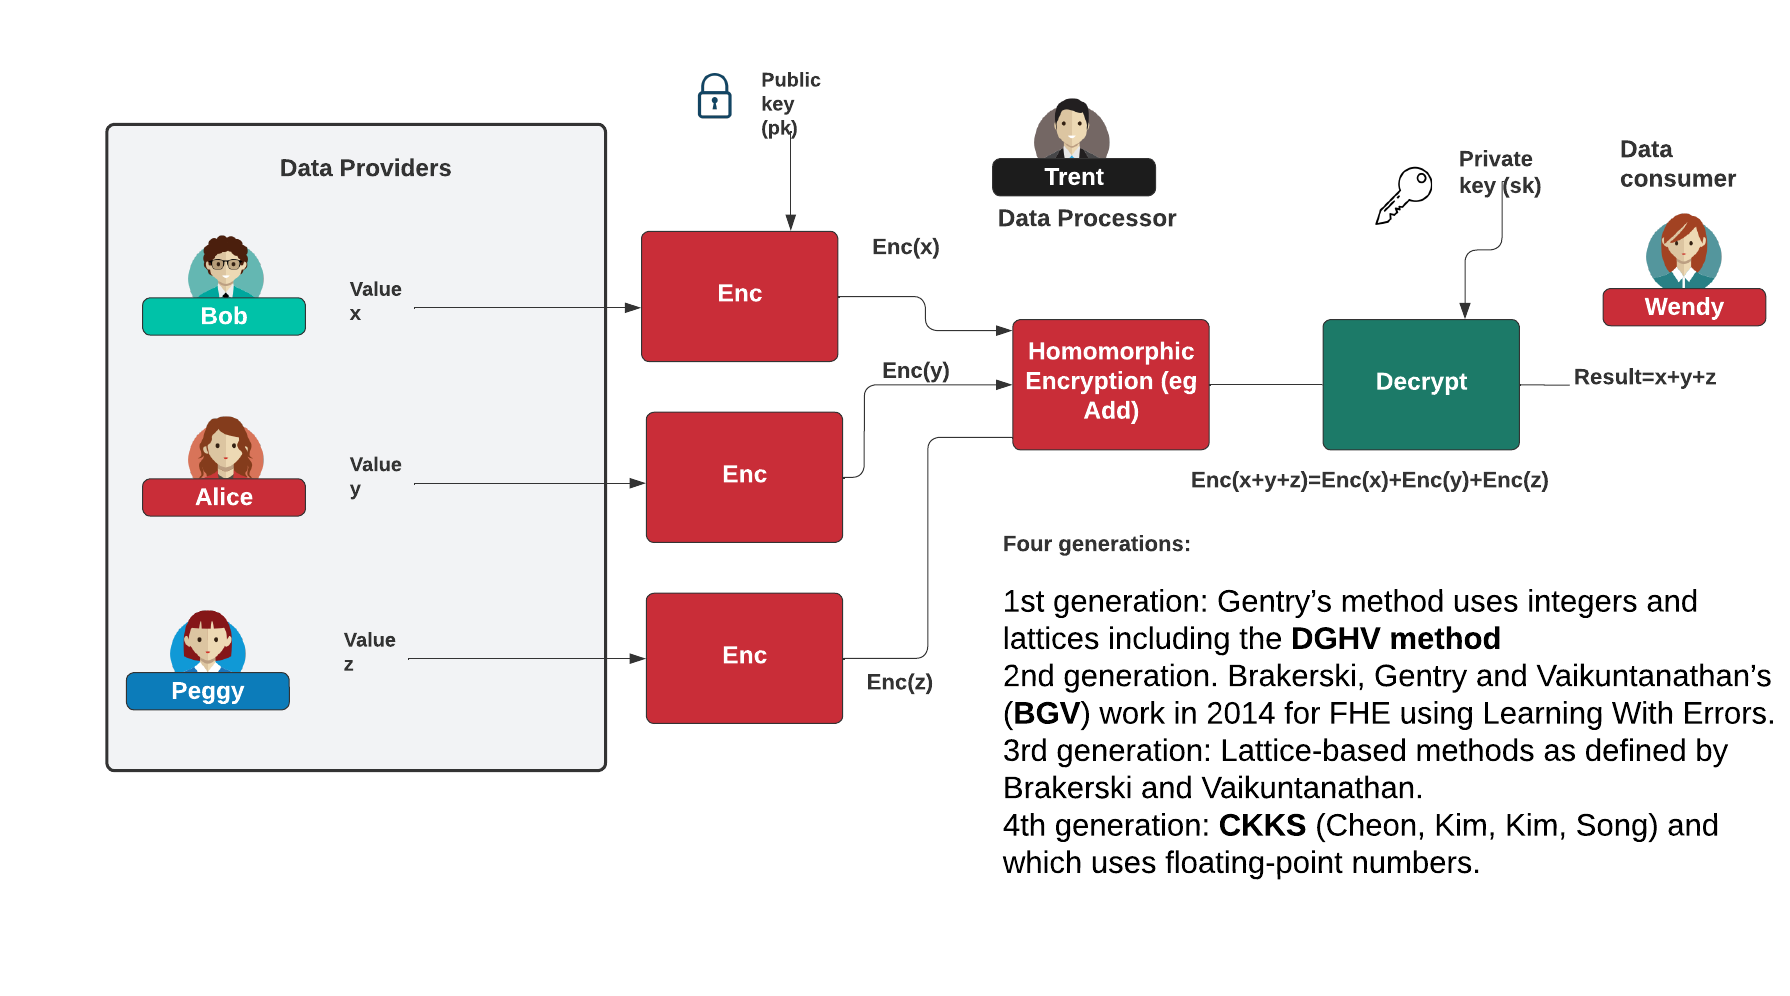 Public
key
(pk)
Data Providers
Bob
Value
x
Alice
Value
y
Peggy
Value
z
Enc
Enc
Enc
Enc(x)
Enc(y)
Enc(z)
Trent
Data Processor
Homomorphic
Encryption (eg
Add)
Private
key (sk)
Decrypt
Data
consumer
Wendy
Result=x+y+z
Enc(x+y+z)=Enc(x)+Enc(y)+Enc(z)
Four generations:
1st generation: Gentry’s method uses integers and
lattices including the DGHV method
2nd generation. Brakerski, Gentry and Vaikuntanathan’s
(BGV) work in 2014 for FHE using Learning With Errors.
3rd generation: Lattice-based methods as defined by
Brakerski and Vaikuntanathan.
4th generation: CKKS (Cheon, Kim, Kim, Song) and
which uses floating-point numbers.